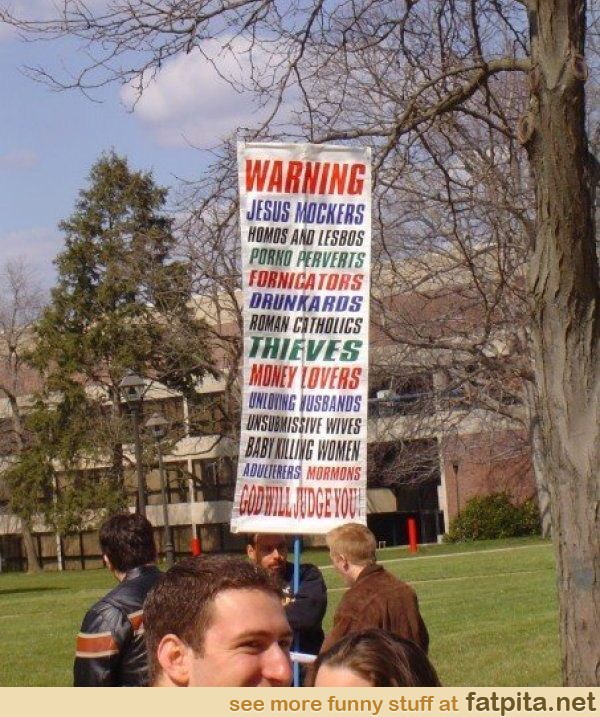 WARNING
JESUS MOCKERS
HOMOS AND LESBOS
PORNO PERVERTS
FORNICATORS
DRUNKARDS
ROMAN CATHOLICS
THIEVES
MONEY LOVERS
UNLOVING HUSBANDS
UNSUBMISSIVE WIVES
BABY KILLING WOMEN
ADULTERERS MORMONS
GOD WILL JUDGE YOU!
see more funny stuff at fatpita.net